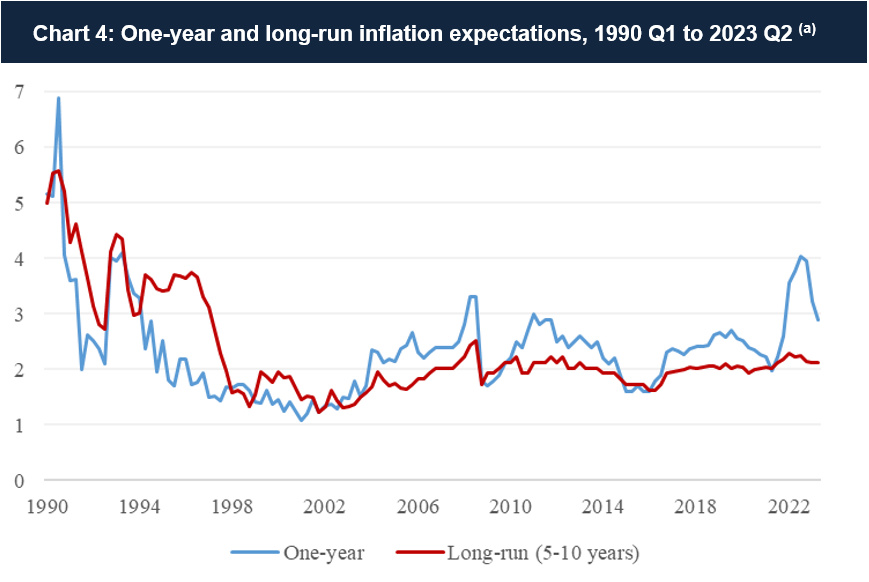 Chart 4: One-year and long-run inflation expectations, 1990 Q1 to 2023 Q2 (a)
7
6
5
4
3
2
1
0
1990 1994 1998 2002 2006 2010 2014 2018 2022
One-year Long-run (5-10 years)